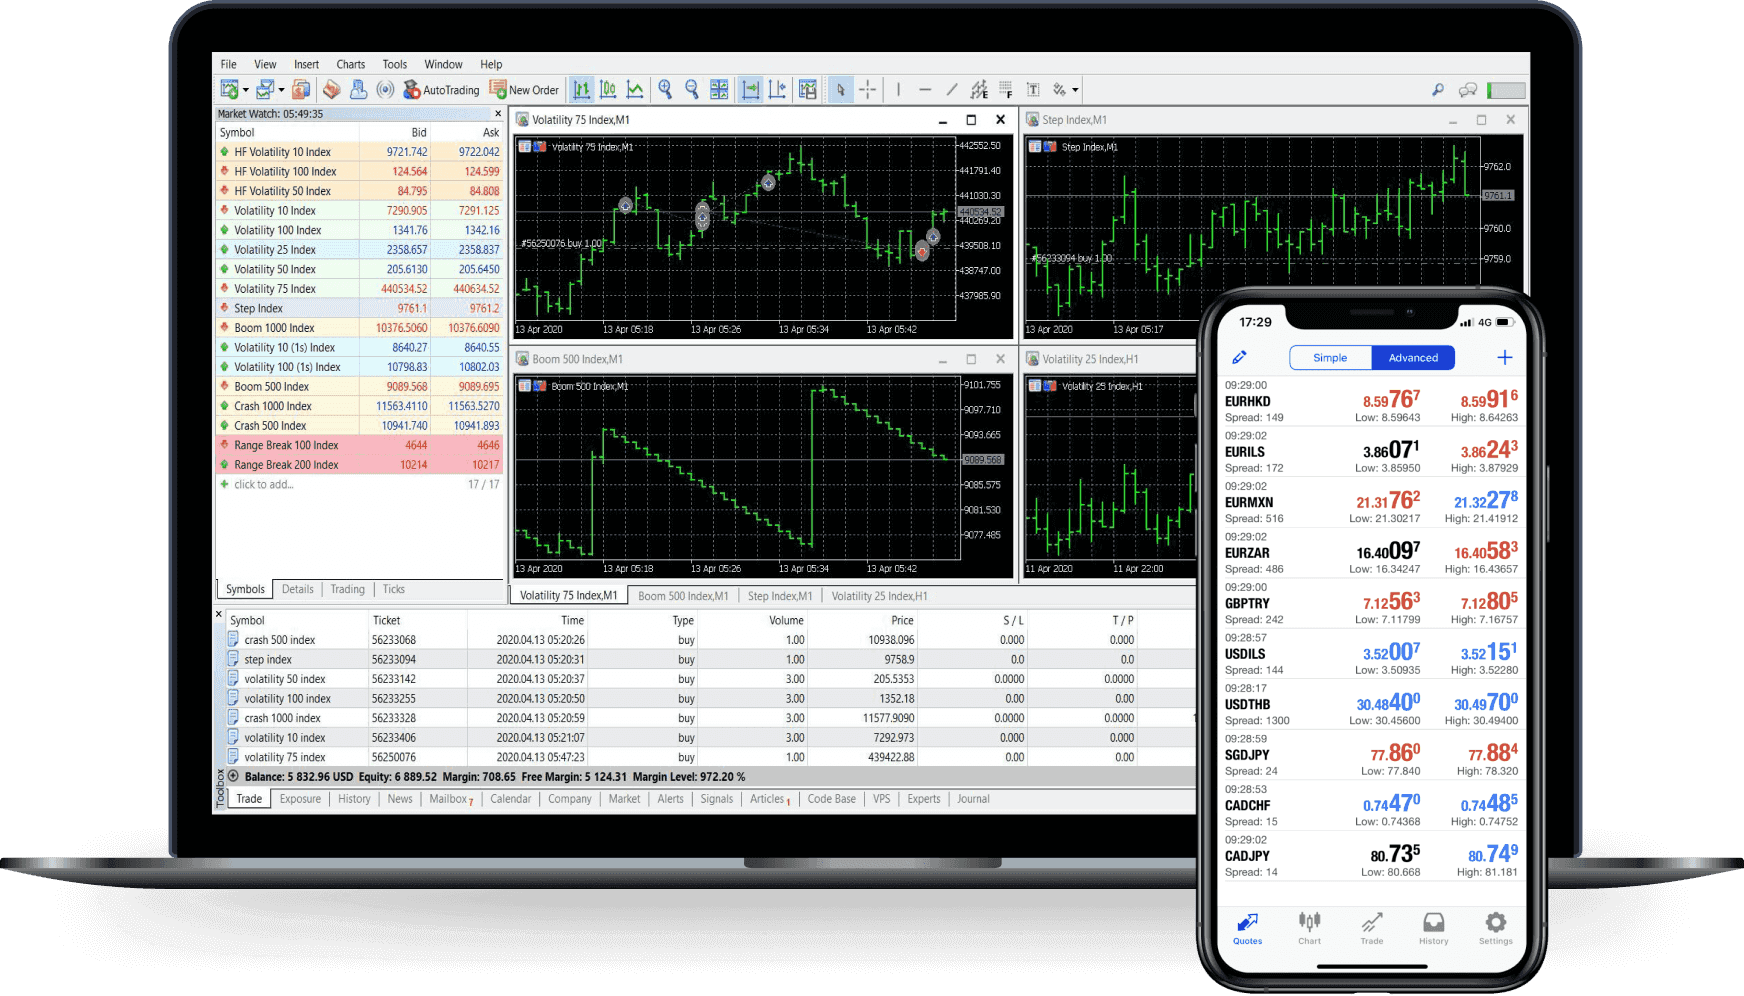 File View Insert Charts Tools Window Help
AutoTrading New Order
E F T
Market Watch: 05:49:35
Symbol Bid Ask
HF Volatility 10 Index 9721.742 9722.042
HF Volatility 100 Index 124.564 124.599
HF Volatility 50 Index 84.795 84.808
Volatility 10 Index 7290.905 7291.125
Volatility 100 Index 1341.76 1342.16
Volatility 25 Index 2358.657 2358.837
Volatility 50 Index 205.6130 205.6450
Volatility 75 Index 440534.52 440634.52
Step Index 9761.1 9761.2
Boom 1000 Index 10376.5060 10376.6090
Volatility 10 (1s) Index 8640.27 8640.55
Volatility 100 (1s) Index 10798.83 10802.03
Boom 500 Index 9089.568 9089.695
Crash 1000 Index 11563.4110 11563.5270
Crash 500 Index 10941.740 10941.893
Range Break 100 Index 4644 4646
Range Break 200 Index 10214 10217
click to add... 17 / 17
Symbols Details Trading Ticks
Volatility 75 Index,M1
Volatility 75 Index,M1
442552.50
441791.40
441030.30
440534.52
440269.20
439508.10
438747.00
437985.90
#56250076 buy 1.00
13 Apr 2020 13 Apr 05:18 13 Apr 05:26 13 Apr 05:34 13 Apr 05:42
Step Index,M1
Step Index,M1
9762.0
9761.1
9760.0
9759.0
#56233094 buy 1.00
13 Apr 2020 13 Apr 05:17
Boom 500 Index,M1
Boom 500 Index,M1
9101.755
9097.710
9093.665
9089.568
9085.575
9081.530
9077.485
13 Apr 2020 13 Apr 05:18 13 Apr 05:26 13 Apr 05:34 13 Apr 05:42
Volatility 25 Index,H1
Volatility 25 Index,H1
11 Apr 2020 11 Apr 22:00
Volatility 75 Index,M1 Boom 500 Index,M1 Step Index,M1 Volatility 25 Index,H1
Symbol Ticket Time Type Volume Price S / L T / P
crash 500 index 56233068 2020.04.13 05:20:26 buy 1.00 10938.096 0.000 0.000
step index 56233094 2020.04.13 05:20:31 buy 1.00 9758.9 0.0 0.0
volatility 50 index 56233142 2020.04.13 05:20:37 buy 3.00 205.5353 0.0000 0.0000
volatility 100 index 56233255 2020.04.13 05:20:50 buy 3.00 1352.18 0.00 0.00
crash 1000 index 56233328 2020.04.13 05:20:59 buy 3.00 11577.9090 0.0000 0.0000
volatility 10 index 56233406 2020.04.13 05:21:07 buy 3.00 7292.973 0.000 0.000
volatility 75 index 56250076 2020.04.13 05:47:23 buy 1.00 439422.88 0.00 0.00
Balance: 5 832.96 USD Equity: 6 889.52 Margin: 708.65 Free Margin: 5 124.31 Margin Level: 972.20 %
Toolbox
Trade Exposure History News Mailbox 7 Calendar Company Market Alerts Signals Articles 1 Code Base VPS Experts Journal
17:29 4G
Simple Advanced
09:29:00
EURHKD 8.59767 8.59916
Spread: 149 Low: 8.59643 High: 8.64263
09:29:02
EURILS 3.86071 3.86243
Spread: 172 Low: 3.85950 High: 3.87929
09:29:02
EURMXN 21.31762 21.32278
Spread: 516 Low: 21.30217 High: 21.41912
09:29:02
EURZAR 16.40097 16.40583
Spread: 486 Low: 16.34247 High: 16.43657
09:29:00
GBPTRY 7.12563 7.12805
Spread: 242 Low: 7.11799 High: 7.16757
09:28:57
USDILS 3.52007 3.52151
Spread: 144 Low: 3.50935 High: 3.52280
09:28:17
USDTHB 30.48400 30.49700
Spread: 1300 Low: 30.45600 High: 30.49400
09:28:59
SGDJPY 77.860 77.884
Spread: 24 Low: 77.840 High: 78.320
09:28:53
CADCHF 0.74470 0.74485
Spread: 15 Low: 0.74368 High: 0.74752
09:29:02
CADJPY 80.735 80.749
Spread: 14 Low: 80.668 High: 81.181
Quotes Chart Trade History Settings